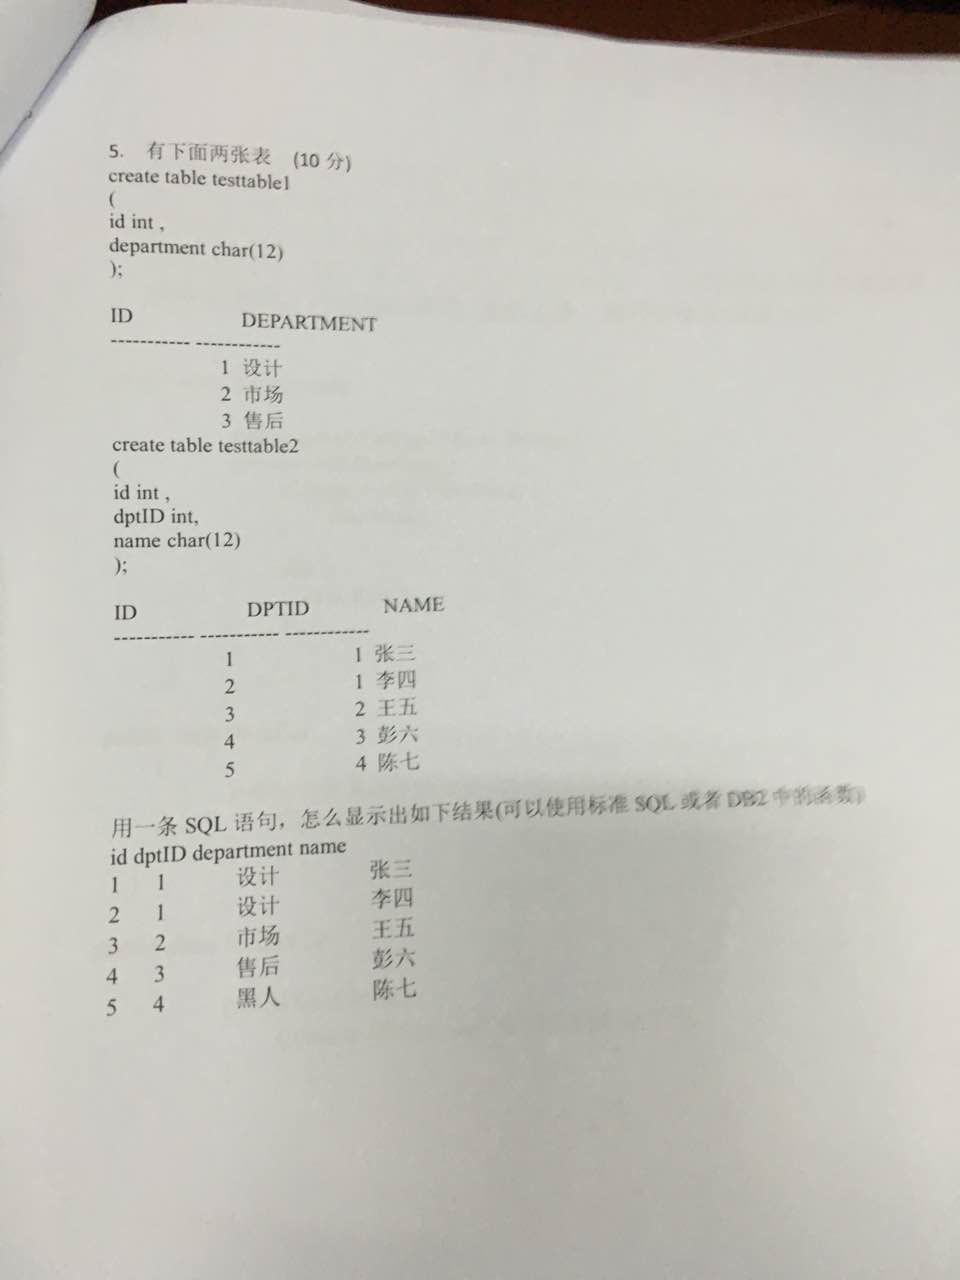 5. 有下面两张表 (10 分)
create table testtable1
(
id int ,
department char(12)
);
ID DEPARTMENT
----------- ------------
1 设计
2 市场
3 售后
create table testtable2
(
id int ,
dptID int,
name char(12)
);
ID DPTID NAME
----------- ----------- ------------
1 1 张三
2 1 李四
3 2 王五
4 3 彭六
5 4 陈七
用一条 SQL 语句，怎么显示出如下结果(可以使用标准 SQL 或者 DB2 中的函数)
id dptID department name
1 1 设计 张三
2 1 设计 李四
3 2 市场 王五
4 3 售后 彭六
5 4 黑人 陈七